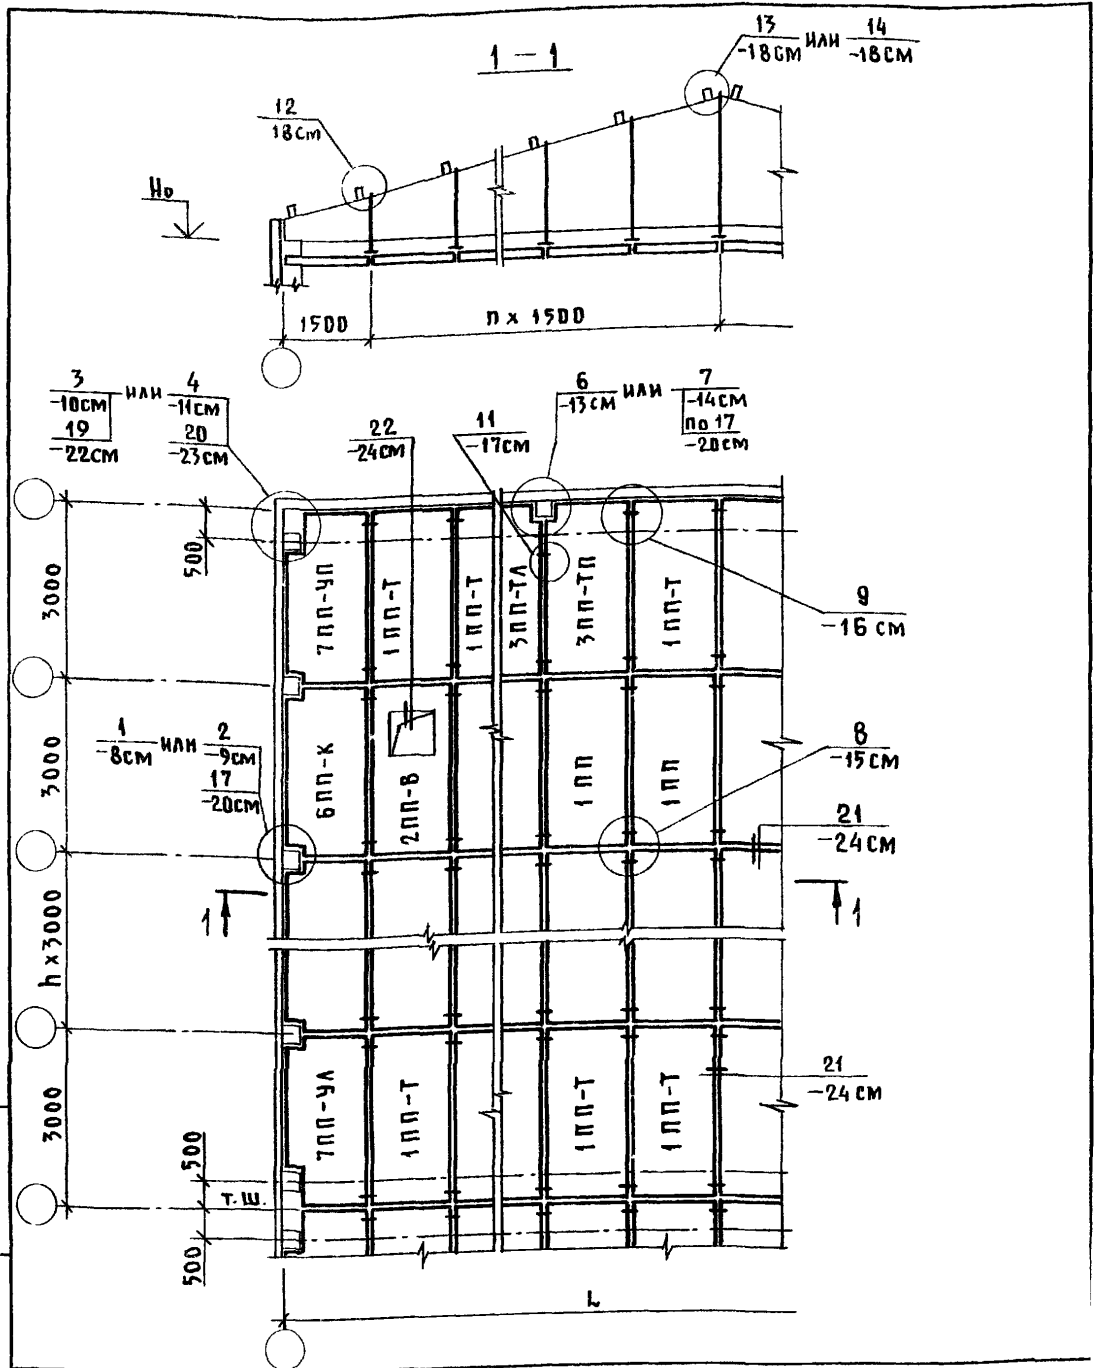 1 — 1
13 или 14
-18СМ -18СМ
12
18СМ
Но
1500
п х 1500
3 или 4
-10СМ -11СМ
19 20
-22СМ -23СМ
22
-24СМ
11
-17СМ
6 или 7
-13СМ -14СМ
по 17
-20СМ
500
3000
7ПП-УП
1ПП-Т
1ПП-Т
3ПП-ТЛ
3ПП-ТП
1ПП-Т
9
-16 СМ
1 или 2
-8СМ -9СМ
17
-20СМ
3000
6ПП-К
2ПП-В
1ПП
1ПП
8
-15СМ
21
-24СМ
1
1
h х3000
3000
7ПП-УЛ
1ПП-Т
1ПП-Т
1ПП-Т
21
-24СМ
500
Т.Ш.
500
L